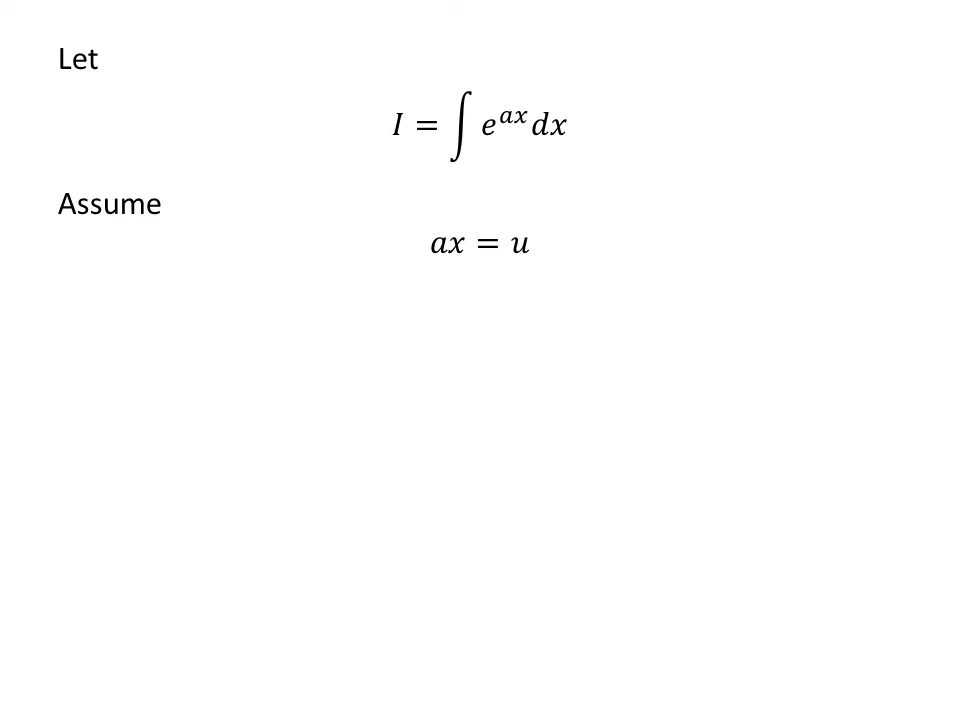 Let
I = ∫ e^{ax} dx
Assume
ax = u